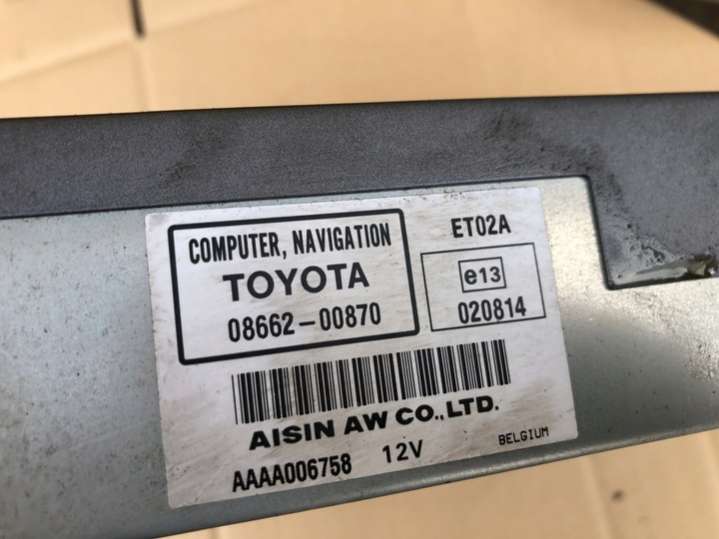 COMPUTER, NAVIGATION
TOYOTA
08662-00870
ET02A
e13
020814
AISIN AW CO.,LTD.
AAAA006758 12V
BELGIUM